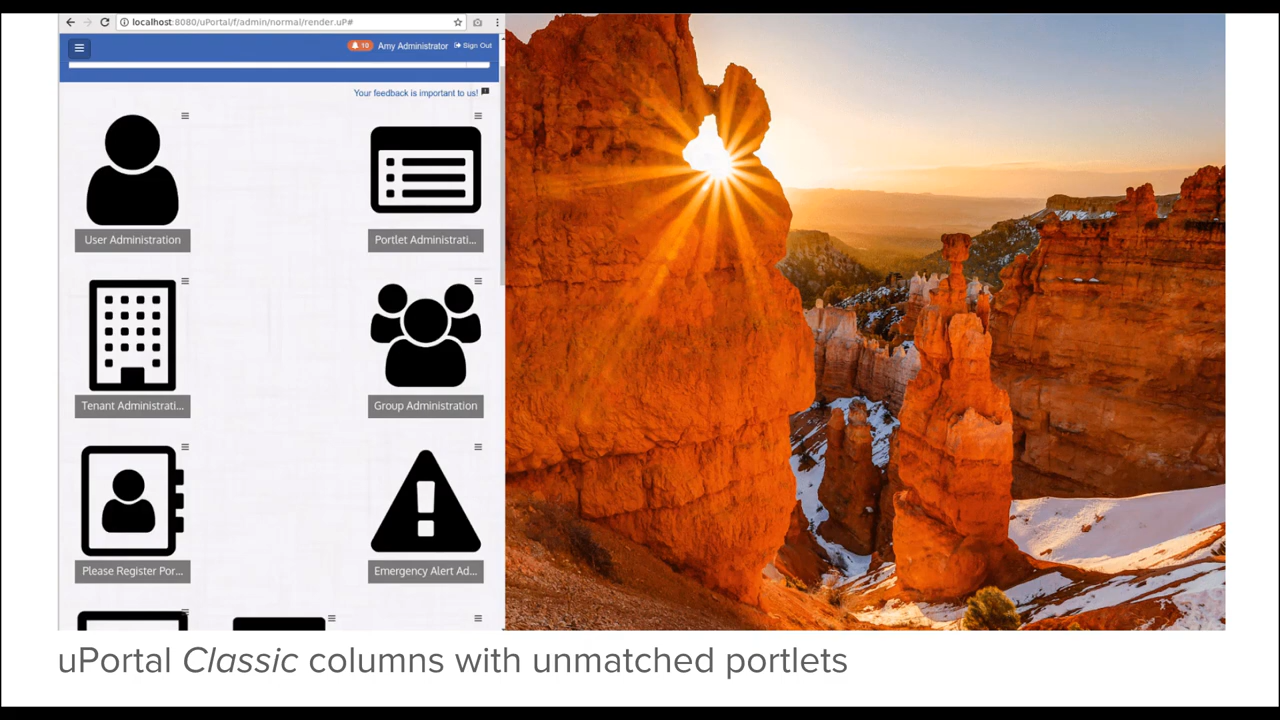 localhost:8080/uPortal/f/admin/normal/render.uP#
10 Amy Administrator Sign Out
Your feedback is important to us!
User Administration
Portlet Administrati...
Tenant Administrati...
Group Administration
Please Register Por...
Emergency Alert Ad...
uPortal Classic columns with unmatched portlets